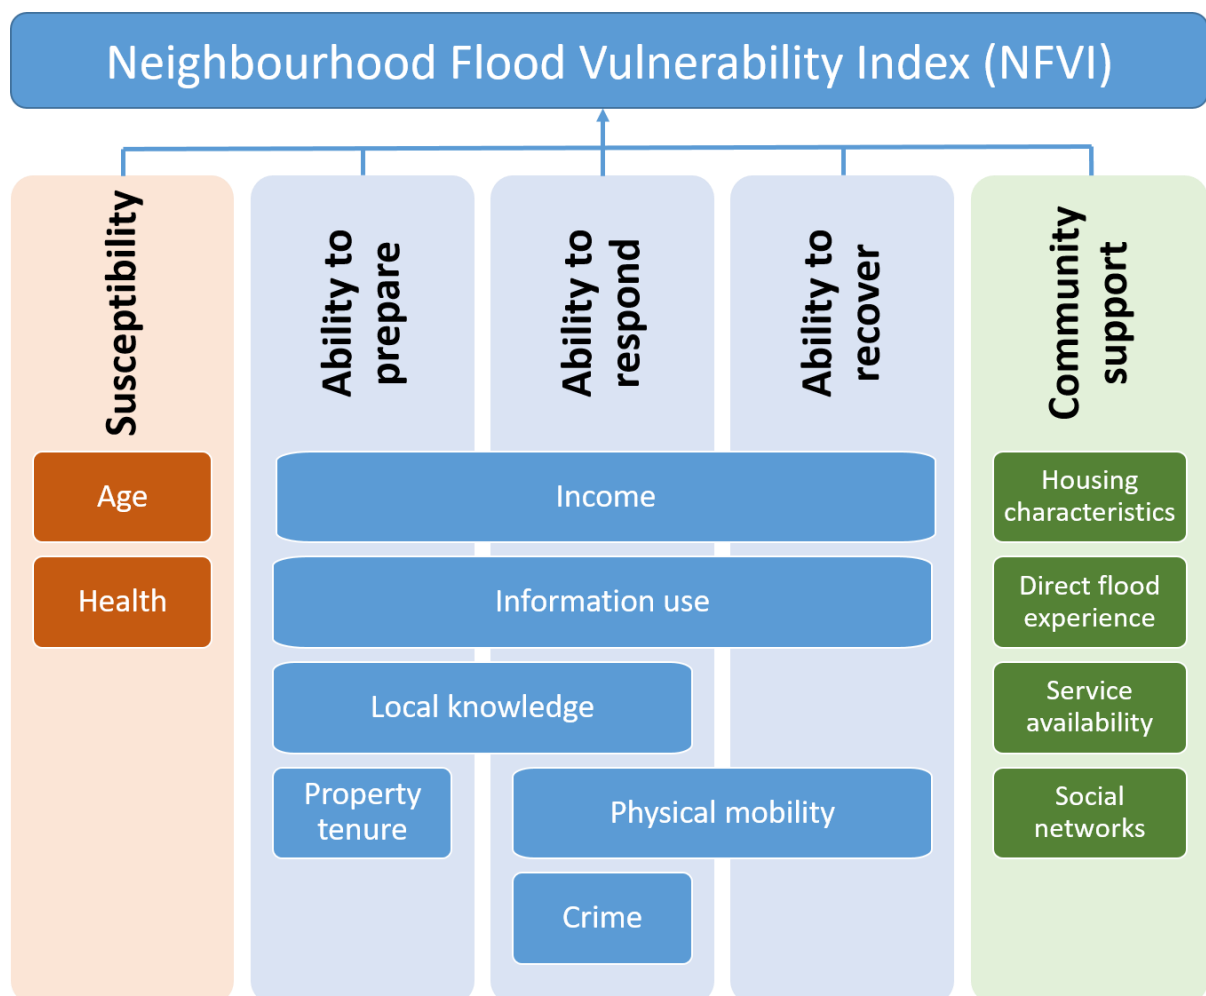 Neighbourhood Flood Vulnerability Index (NFVI)
Susceptibility
Ability to
prepare
Ability to
respond
Ability to
recover
Community
support
Age
Health
Income
Information use
Local knowledge
Property
tenure
Physical mobility
Crime
Housing
characteristics
Direct flood
experience
Service
availability
Social
networks